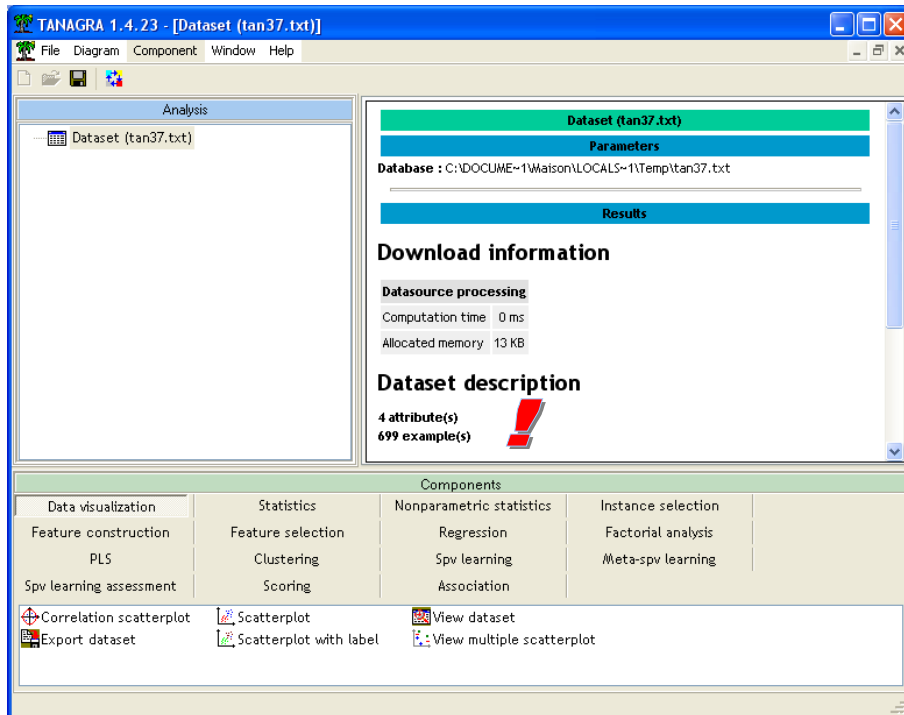 TANAGRA 1.4.23 - [Dataset (tan37.txt)]
File Diagram Component Window Help
Analysis
Dataset (tan37.txt)
Dataset (tan37.txt)
Parameters
Database : C:\DOCUME~1\Maison\LOCALS~1\Temp\tan37.txt
Results
Download information
Datasource processing
Computation time 0 ms
Allocated memory 13 KB
Dataset description
4 attribute(s)
699 example(s)
Components
Data visualization Statistics Nonparametric statistics Instance selection
Feature construction Feature selection Regression Factorial analysis
PLS Clustering Spv learning Meta-spv learning
Spv learning assessment Scoring Association
Correlation scatterplot Scatterplot View dataset
Export dataset Scatterplot with label View multiple scatterplot